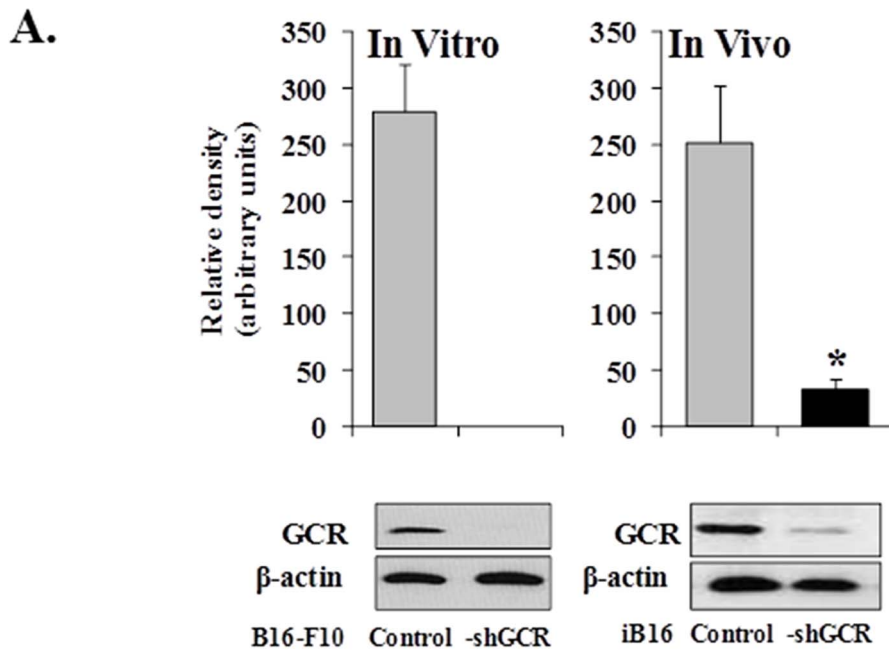 A.
In Vitro
In Vivo
Relative density
(arbitrary units)
350
300
250
200
150
100
50
0
350
300
250
200
150
100
50
0
*
GCR
β-actin
B16-F10 Control -shGCR
GCR
β-actin
iB16 Control -shGCR